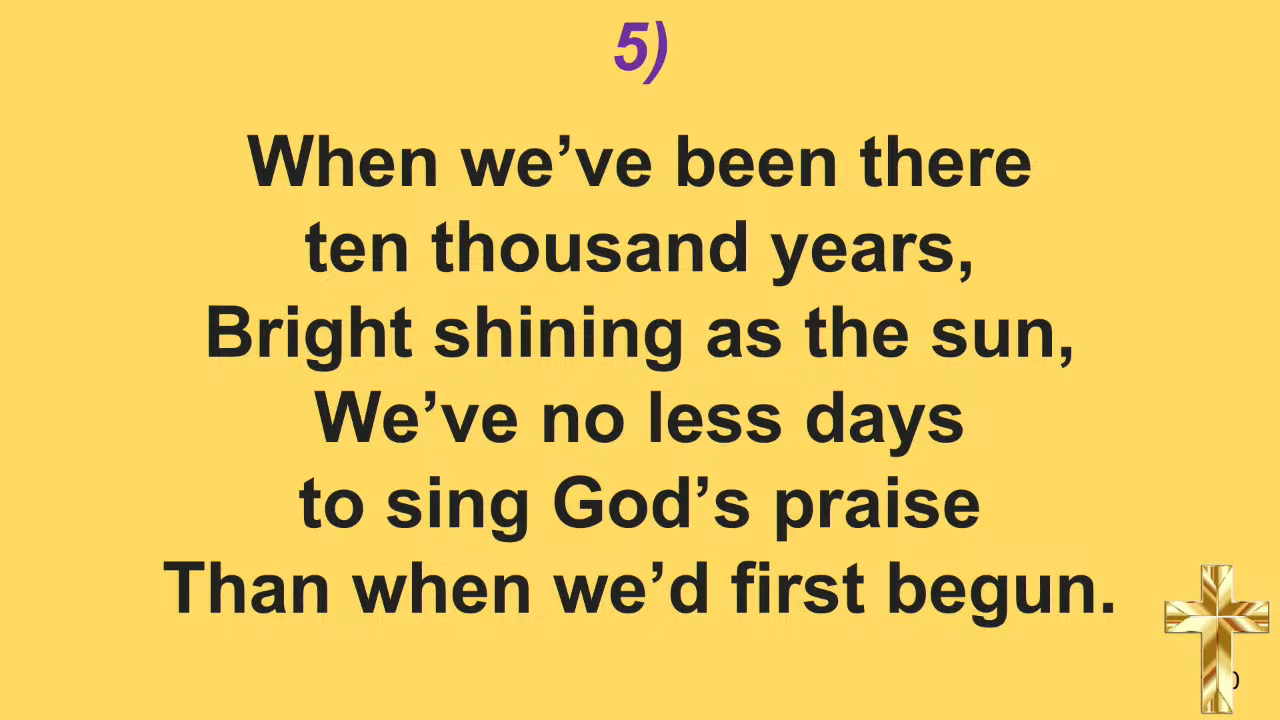 5)
When we’ve been there
ten thousand years,
Bright shining as the sun,
We’ve no less days
to sing God’s praise
Than when we’d first begun.